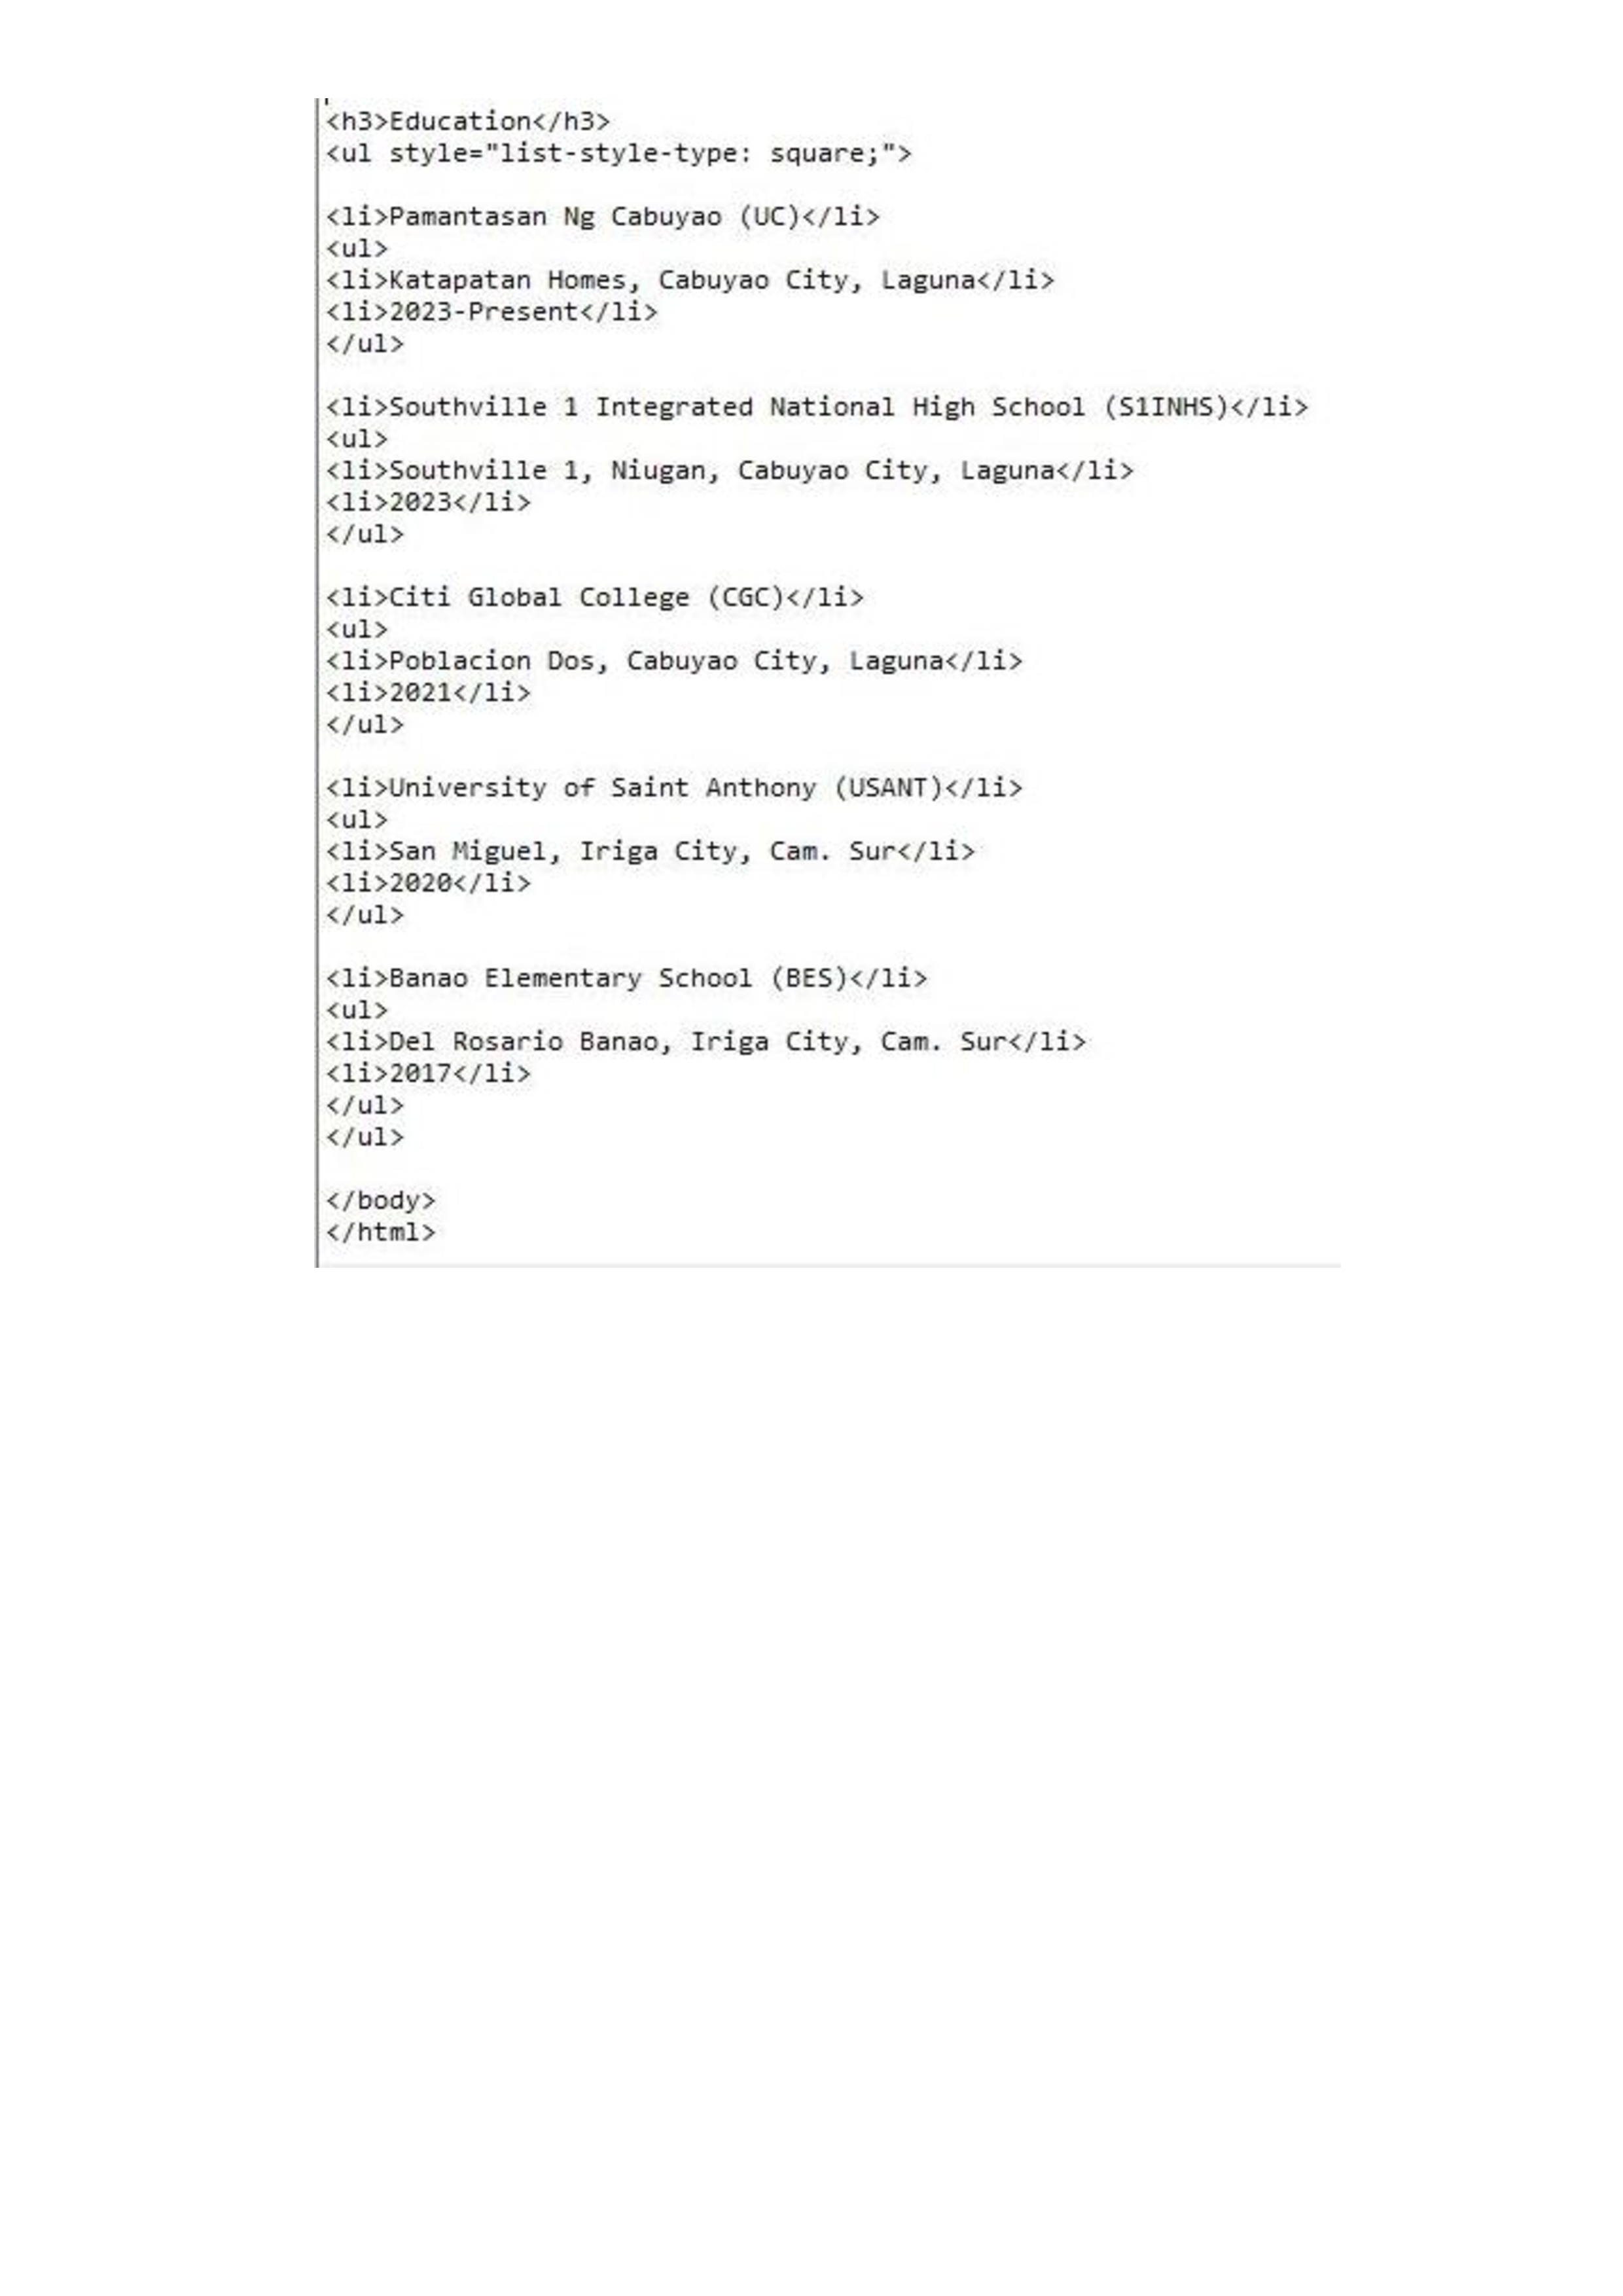 <h3>Education</h3>
<ul style="list-style-type: square;">
<li>Pamantasan Ng Cabuyao (UC)</li>
<ul>
<li>Katapatan Homes, Cabuyao City, Laguna</li>
<li>2023-Present</li>
</ul>
<li>Southville 1 Integrated National High School (S1INHS)</li>
<ul>
<li>Southville 1, Niugan, Cabuyao City, Laguna</li>
<li>2023</li>
</ul>
<li>Citi Global College (CGC)</li>
<ul>
<li>Poblacion Dos, Cabuyao City, Laguna</li>
<li>2021</li>
</ul>
<li>University of Saint Anthony (USANT)</li>
<ul>
<li>San Miguel, Iriga City, Cam. Sur</li>
<li>2020</li>
</ul>
<li>Banao Elementary School (BES)</li>
<ul>
<li>Del Rosario Banao, Iriga City, Cam. Sur</li>
<li>2017</li>
</ul>
</ul>
</body>
</html>